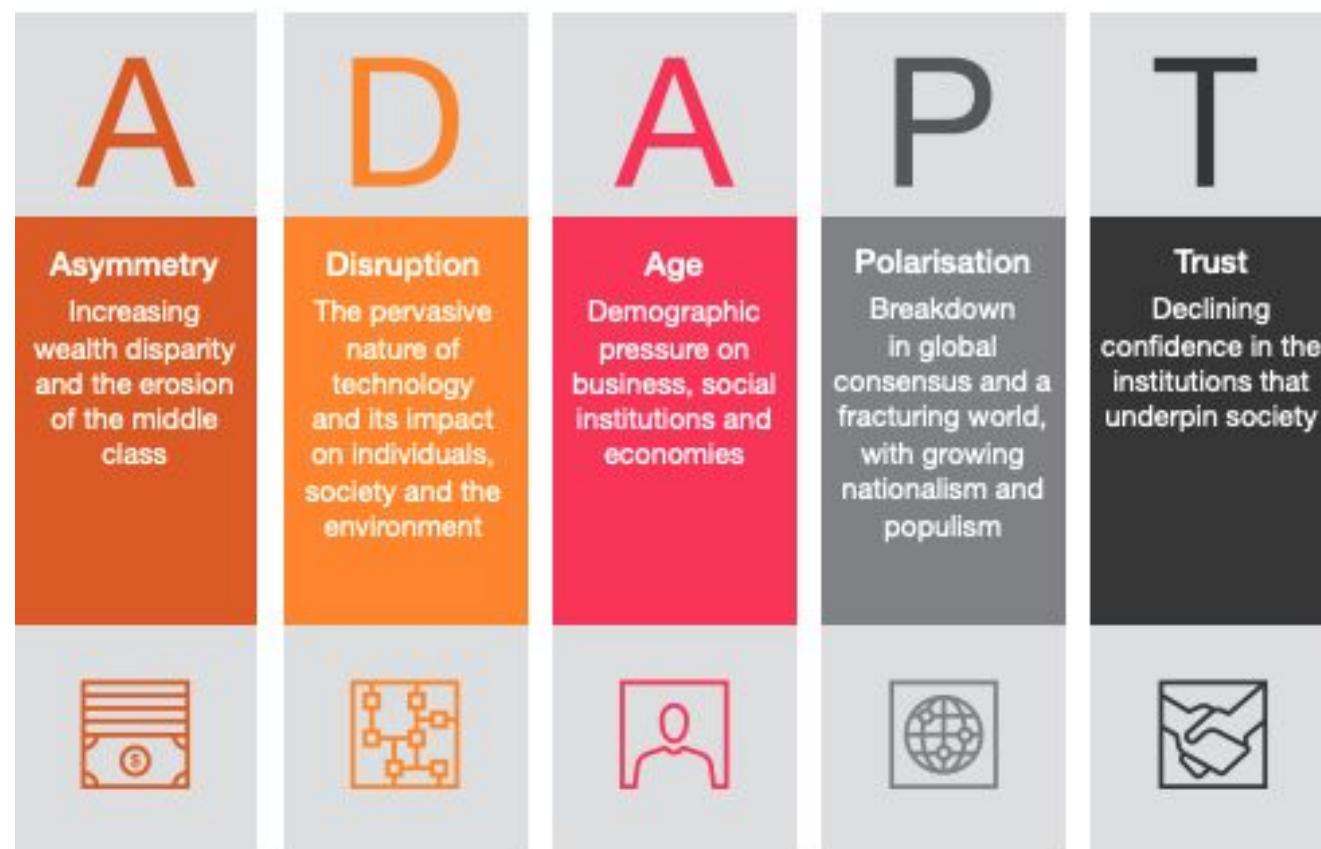 A
Asymmetry
Increasing
wealth disparity
and the erosion
of the middle
class
$
D
Disruption
The pervasive
nature of
technology
and its impact
on individuals,
society and the
environment
A
Age
Demographic
pressure on
business, social
institutions and
economies
P
Polarisation
Breakdown
in global
consensus and a
fracturing world,
with growing
nationalism and
populism
T
Trust
Declining
confidence in the
institutions that
underpin society